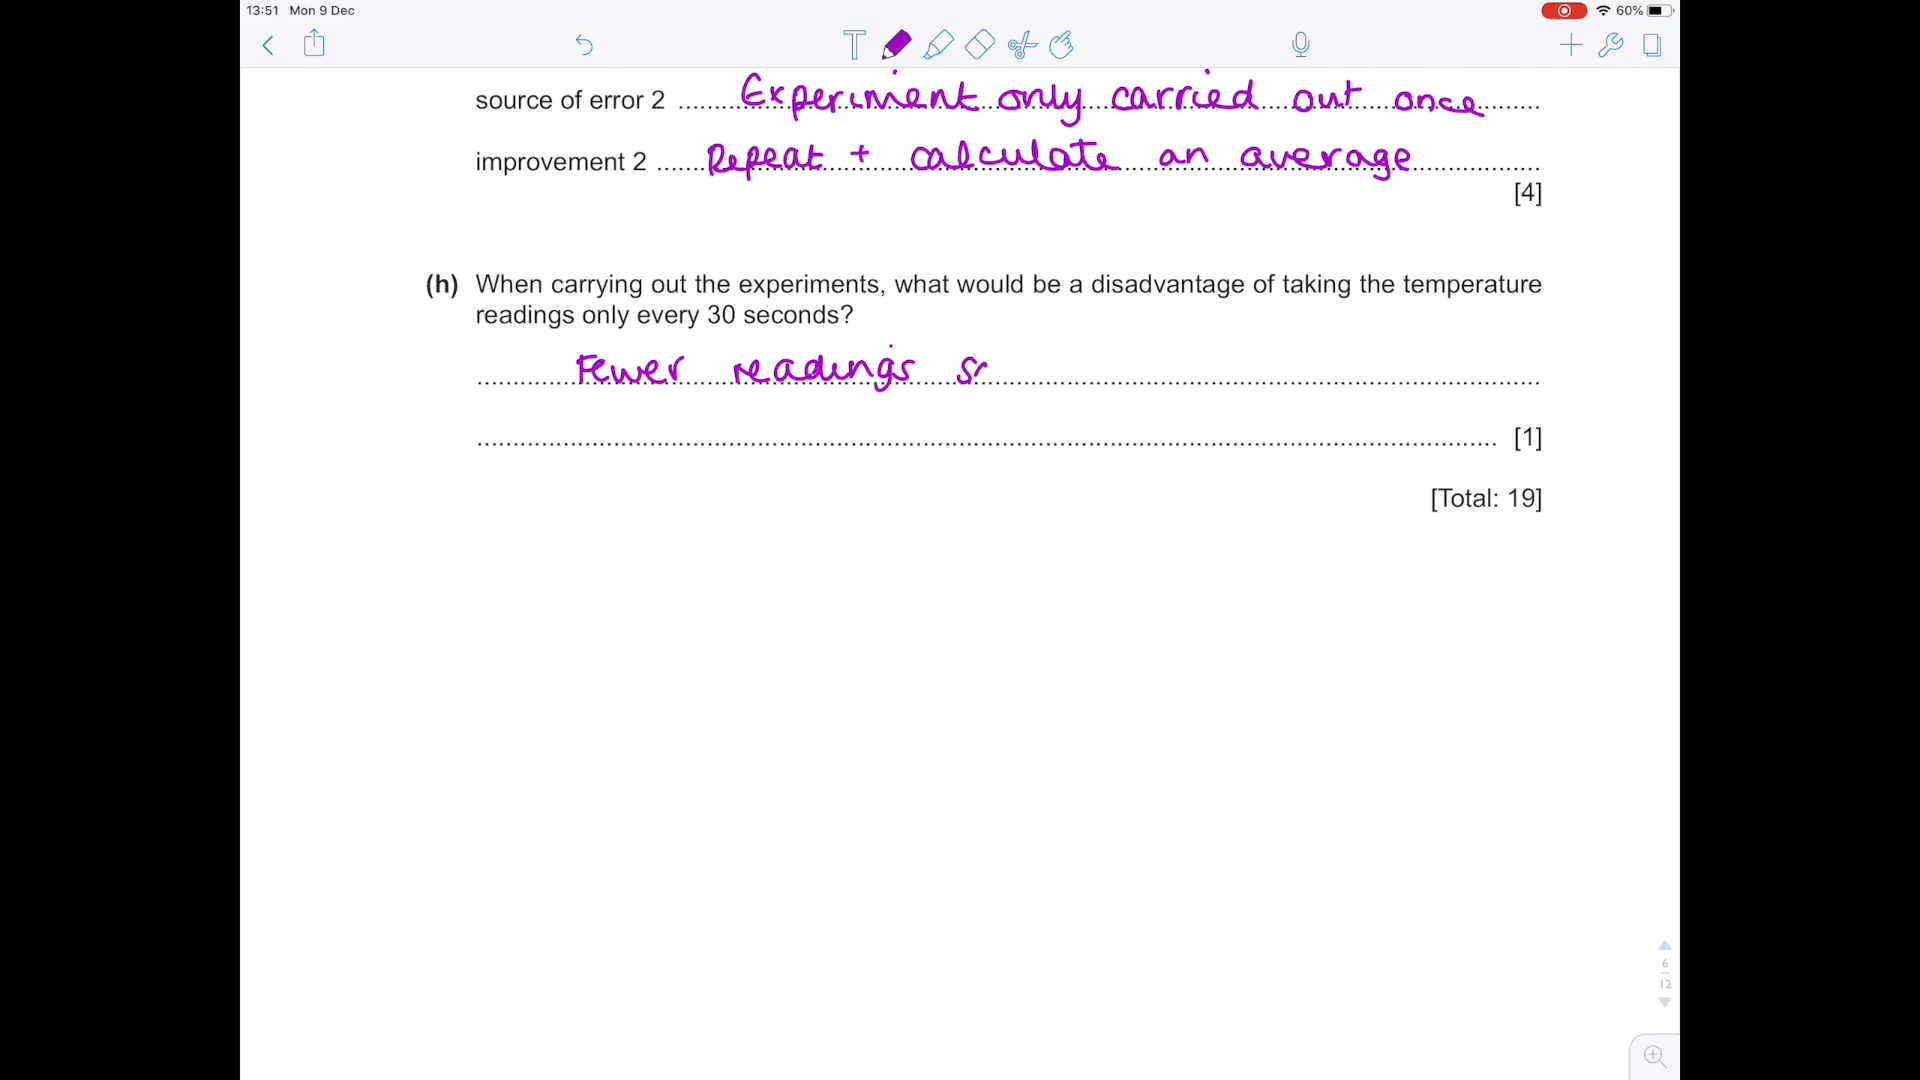 13:51 Mon 9 Dec 60%
source of error 2 ........ Experiment only carried out once ........
improvement 2 ........ Repeat + calculate an average ........
[4]
(h) When carrying out the experiments, what would be a disadvantage of taking the temperature
readings only every 30 seconds?
........ Fewer readings ........
........ [1]
[Total: 19]
6
12